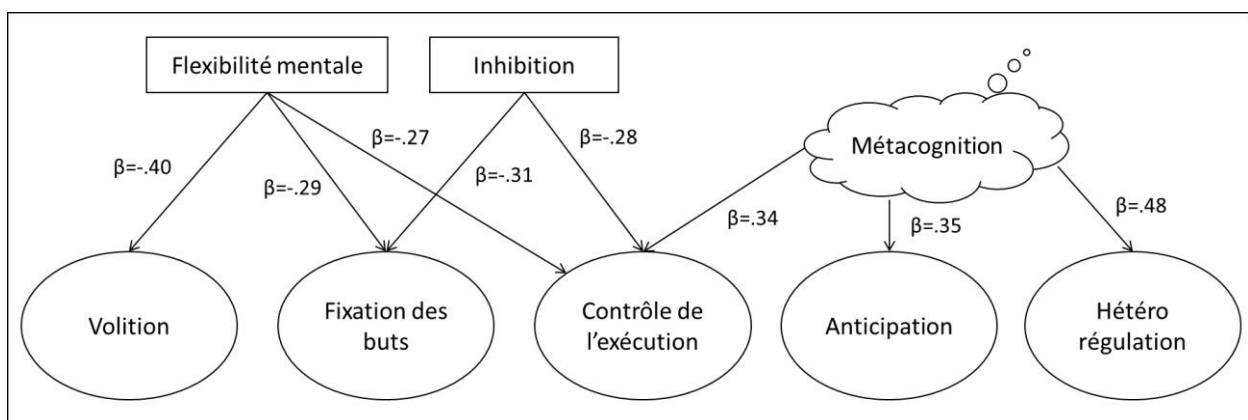 Flexibilité mentale
Inhibition
Métacognition
β=-.40
β=-.29
β=-.27
β=-.31
β=-.28
β=.34
β=.35
β=.48
Volition
Fixation des
buts
Contrôle de
l'exécution
Anticipation
Hétéro
régulation